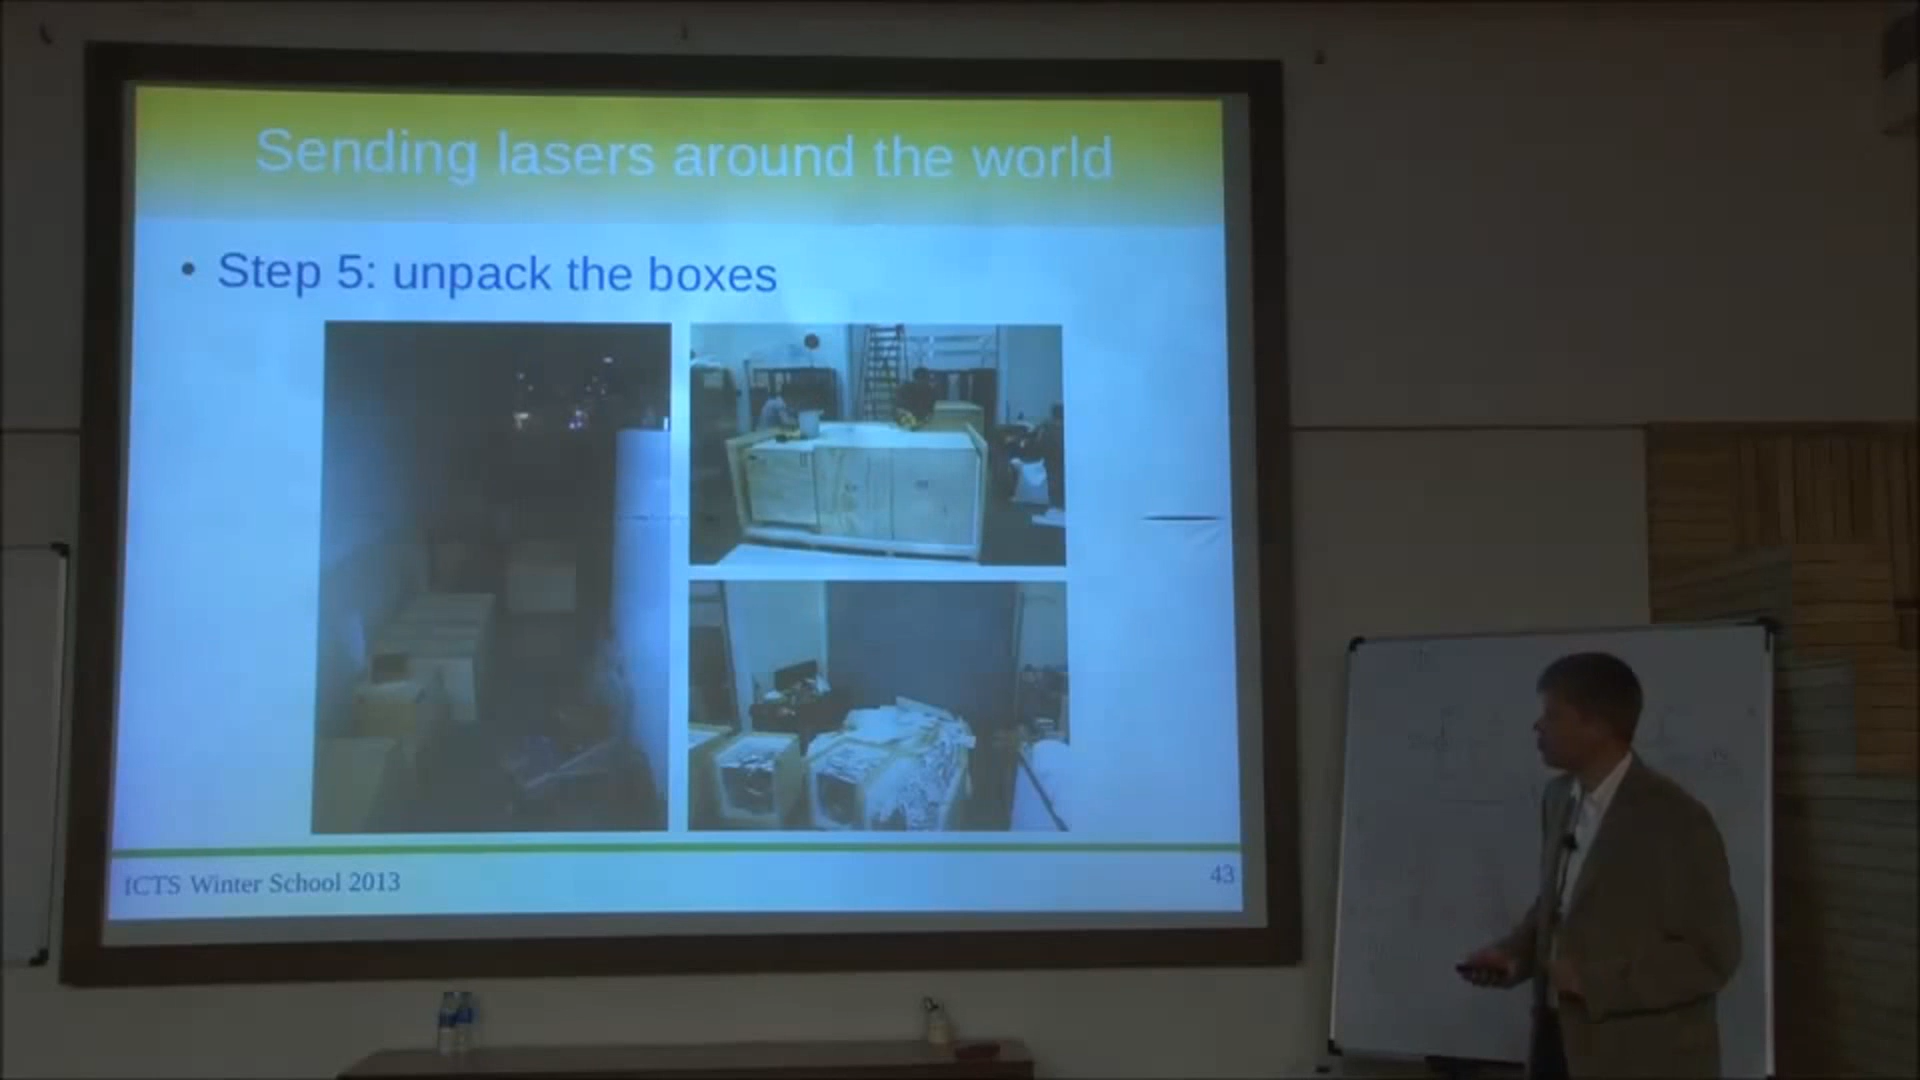 Sending lasers around the world
• Step 5: unpack the boxes
ICTS Winter School 2013
43